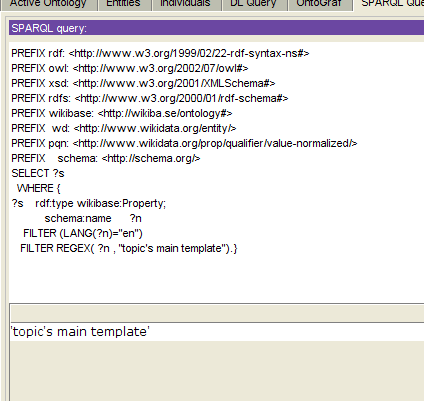 Active Ontology Entities Individuals DL Query OntoGraf SPARQL Que
SPARQL query:
PREFIX rdf: <http://www.w3.org/1999/02/22-rdf-syntax-ns#>
PREFIX owl: <http://www.w3.org/2002/07/owl#>
PREFIX xsd: <http://www.w3.org/2001/XMLSchema#>
PREFIX rdfs: <http://www.w3.org/2000/01/rdf-schema#>
PREFIX wikibase: <http://wikiba.se/ontology#>
PREFIX  wd: <http://www.wikidata.org/entity/>
PREFIX pqn: <http://www.wikidata.org/prop/qualifier/value-normalized/>
PREFIX    schema: <http://schema.org/>
SELECT ?s
WHERE {
?s    rdf:type wikibase:Property;
schema:name      ?n
FILTER (LANG(?n)="en")
FILTER REGEX( ?n , "topic's main template").}
'topic's main template'